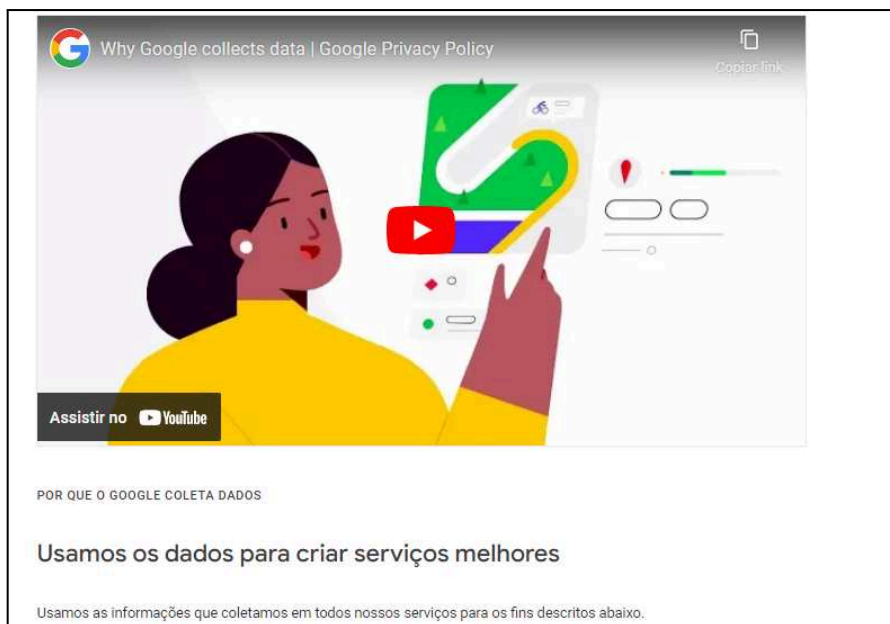 Why Google collects data | Google Privacy Policy
Copiar link
Assistir no YouTube
POR QUE O GOOGLE COLETA DADOS
Usamos os dados para criar serviços melhores
Usamos as informações que coletamos em todos nossos serviços para os fins descritos abaixo.